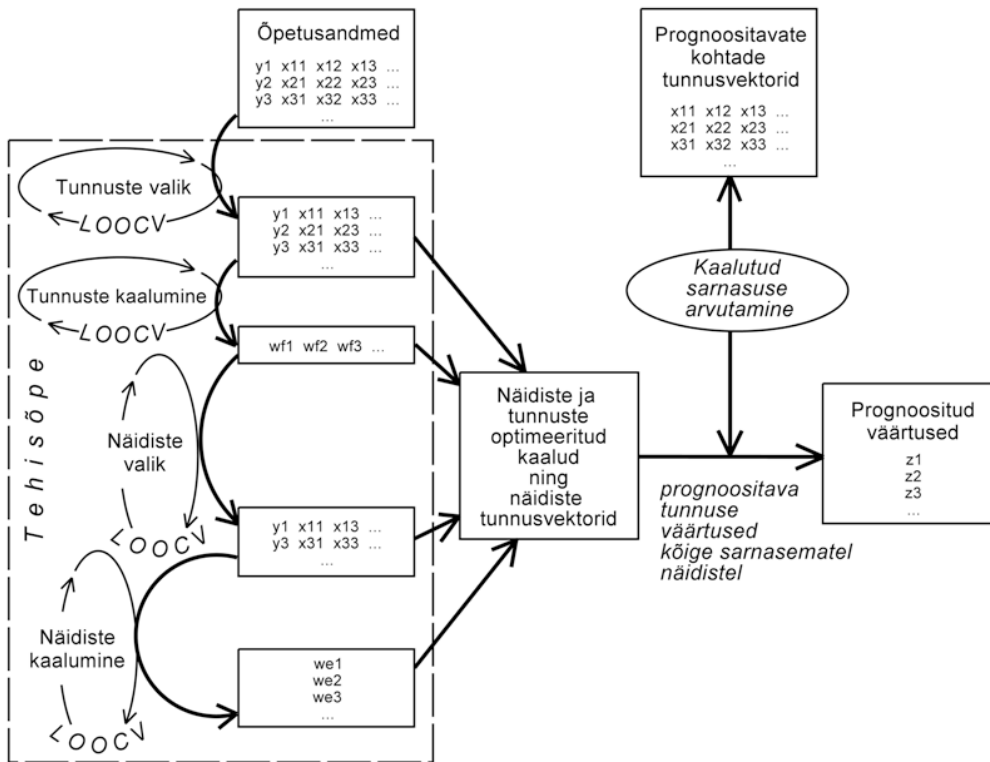 Õpetusandmed
y1 x11 x12 x13 ...
y2 x21 x22 x23 ...
y3 x31 x32 x33 ...
...
Prognoositavate
kohtade
tunnusvektorid
x11 x12 x13 ...
x21 x22 x23 ...
x31 x32 x33 ...
...
Tehisõpe
Tunnuste valik
LOOCV
y1 x11 x13 ...
y2 x21 x23 ...
y3 x31 x33 ...
...
Tunnuste kaalumine
LOOCV
wf1 wf2 wf3 ...
Näidiste
valik
LOOCV
y1 x11 x13 ...
y3 x31 x33 ...
...
Näidiste
kaalumine
LOOCV
we1
we2
we3
...
Näidiste ja
tunnuste
optimeeritud
kaalud
ning
näidiste
tunnusvektorid
Kaalutud
sarnasuse
arvutamine
prognoositava
tunnuse
väärtused
kõige sarnasematel
näidistel
Prognoositud
väärtused
z1
z2
z3
...